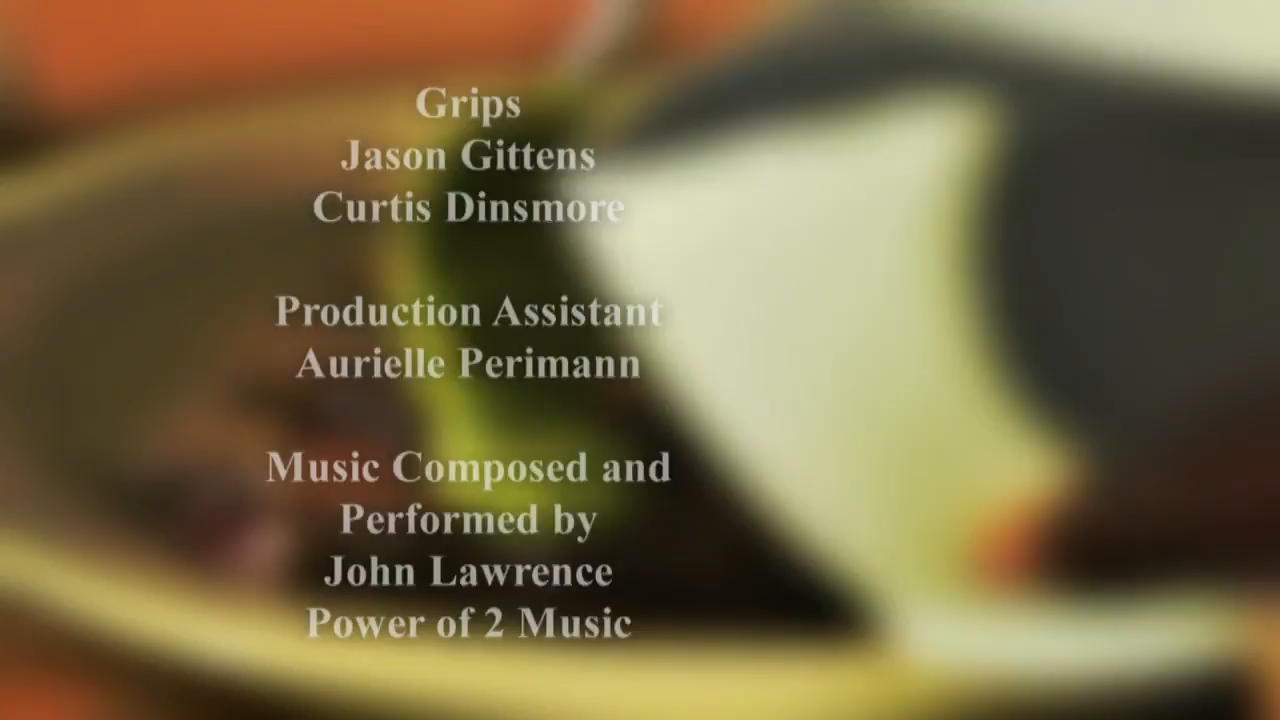 Grips
Jason Gittens
Curtis Dinsmore
Production Assistant
Aurielle Perimann
Music Composed and
Performed by
John Lawrence
Power of 2 Music